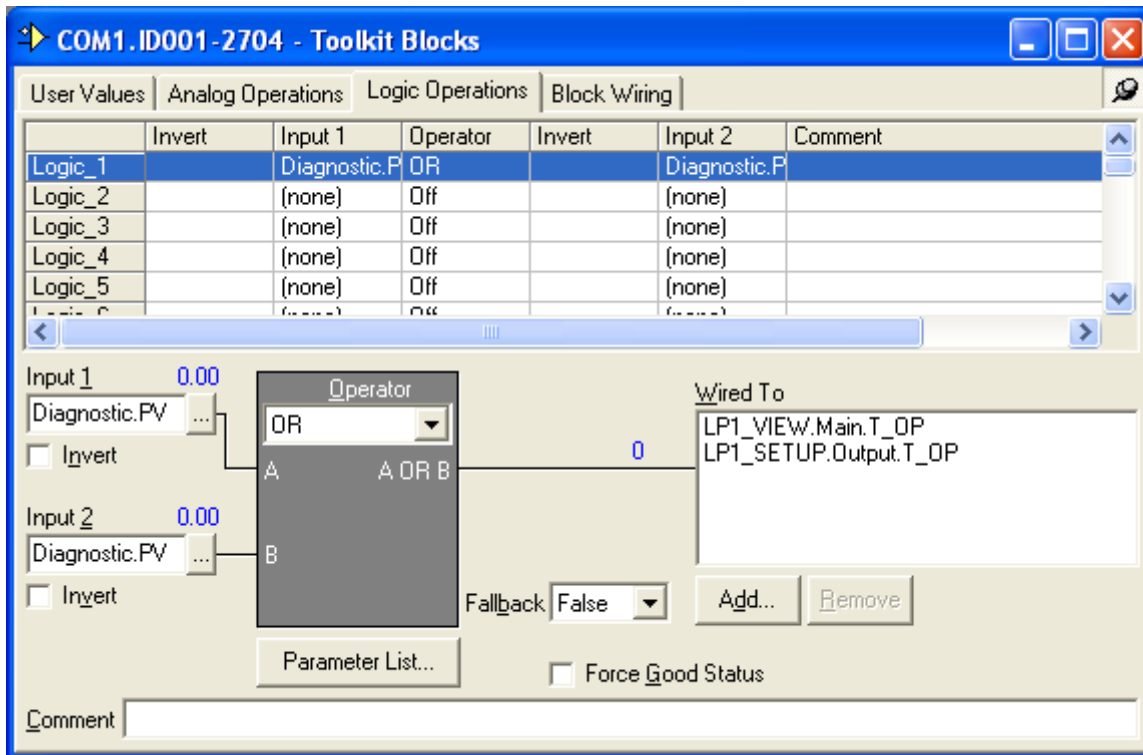 COM1.ID001-2704 - Toolkit Blocks
User Values Analog Operations Logic Operations Block Wiring
Invert Input 1 Operator Invert Input 2 Comment
Logic_1 Diagnostic.P OR Diagnostic.P
Logic_2 (none) Off (none)
Logic_3 (none) Off (none)
Logic_4 (none) Off (none)
Logic_5 (none) Off (none)
Input 1 0.00
Operator
Wired To
Diagnostic.PV ...
OR
LP1_VIEW.Main.T_OP
Invert
0
LP1_SETUP.Output.T_OP
A A OR B
Input 2 0.00
Diagnostic.PV ...
B
Invert
Fallback False Add... Remove
Parameter List... Force Good Status
Comment